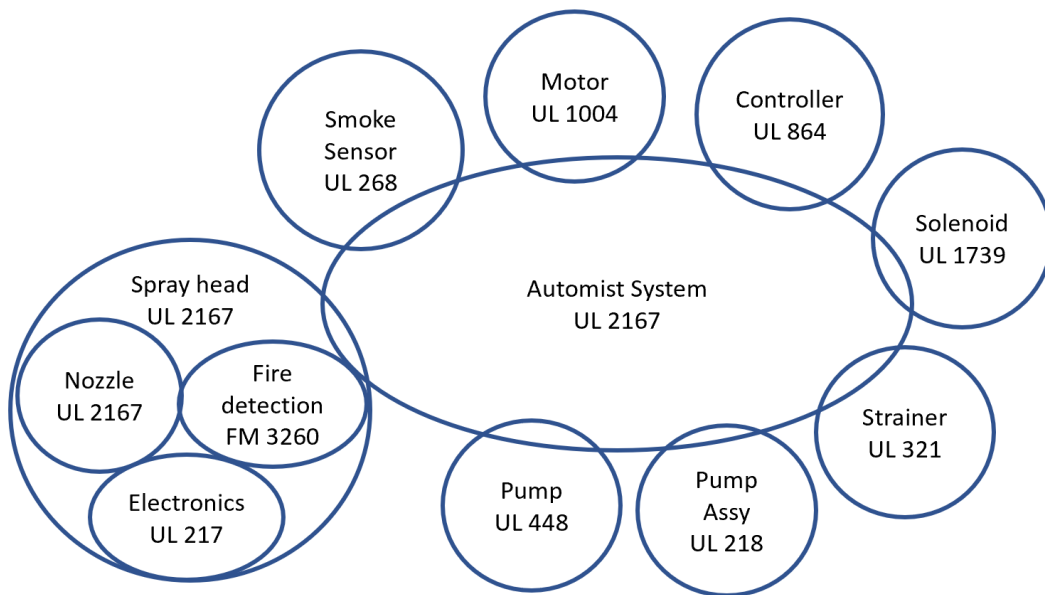 Motor
UL 1004
Controller
UL 864
Smoke
Sensor
UL 268
Solenoid
UL 1739
Spray head
UL 2167
Automist System
UL 2167
Nozzle
UL 2167
Fire
detection
FM 3260
Strainer
UL 321
Electronics
UL 217
Pump
UL 448
Pump
Assy
UL 218